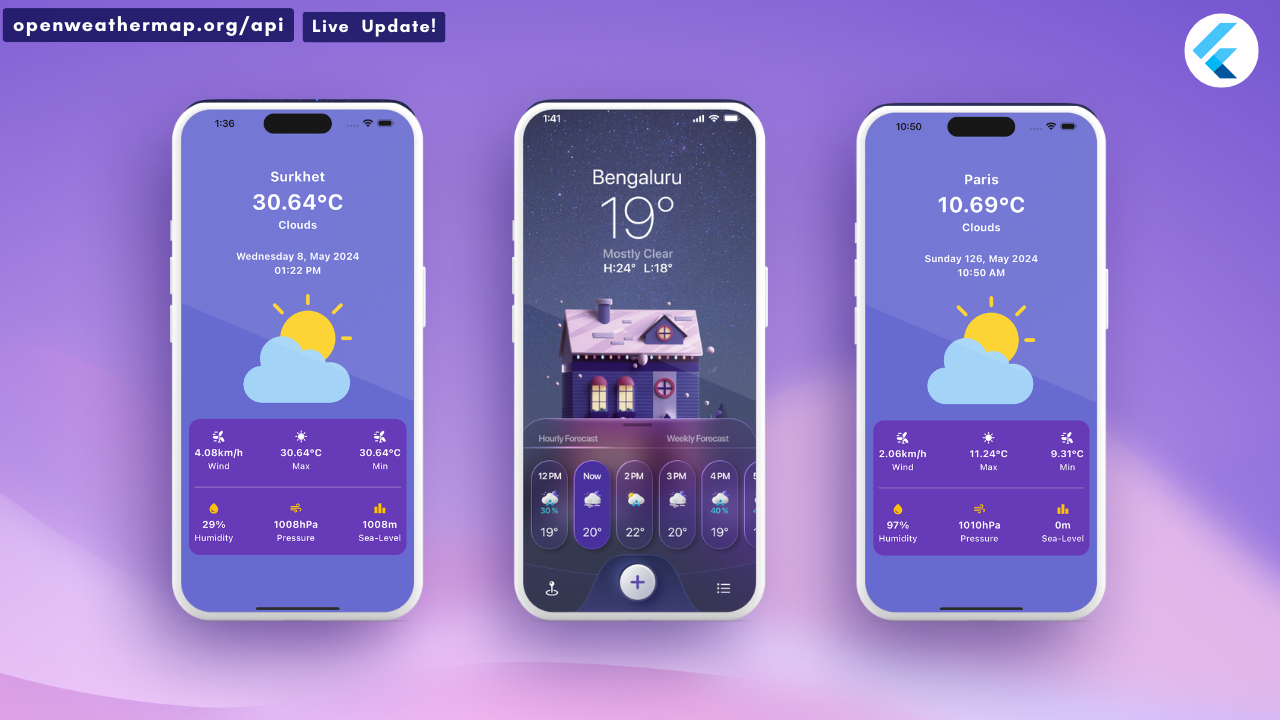 openweathermap.org/api
Live Update!
1:36
Surkhet
30.64°C
Clouds
Wednesday 8, May 2024
01:22 PM
4.08km/h 30.64°C 30.64°C
Wind Max Min
29% 1008hPa 1008m
Humidity Pressure Sea-Level
1:41
Bengaluru
19°
Mostly Clear
H:24° L:18°
Hourly Forecast Weekly Forecast
12 PM Now 2 PM 3 PM 4 PM
30% 40%
19° 20° 22° 20° 19°
10:50
Paris
10.69°C
Clouds
Sunday 126, May 2024
10:50 AM
2.06km/h 11.24°C 9.31°C
Wind Max Min
97% 1010hPa 0m
Humidity Pressure Sea-Level